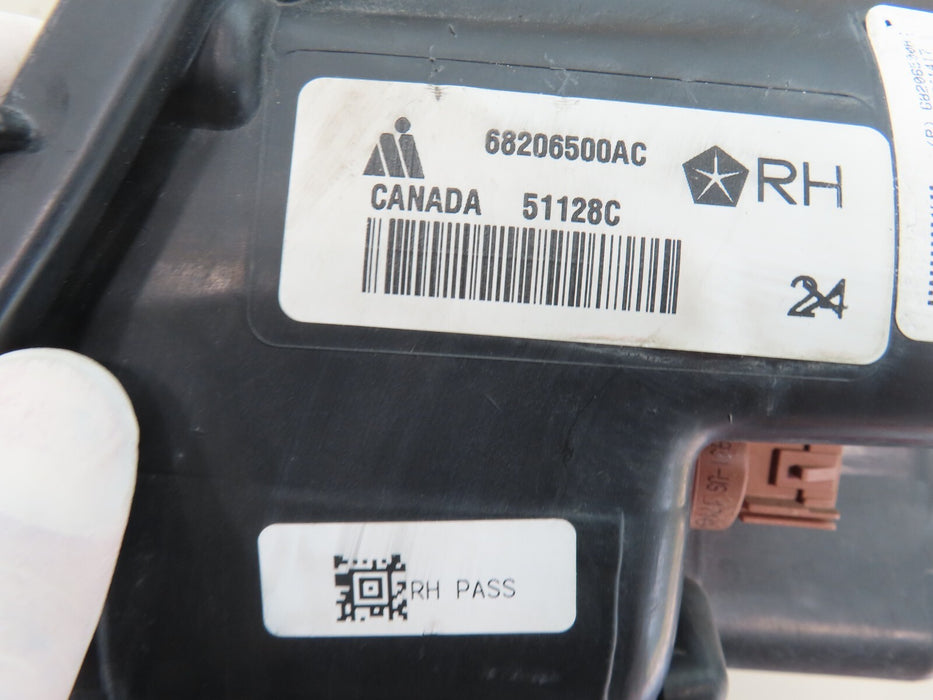 68206500AC
RH
CANADA 51128C
24
RH PASS